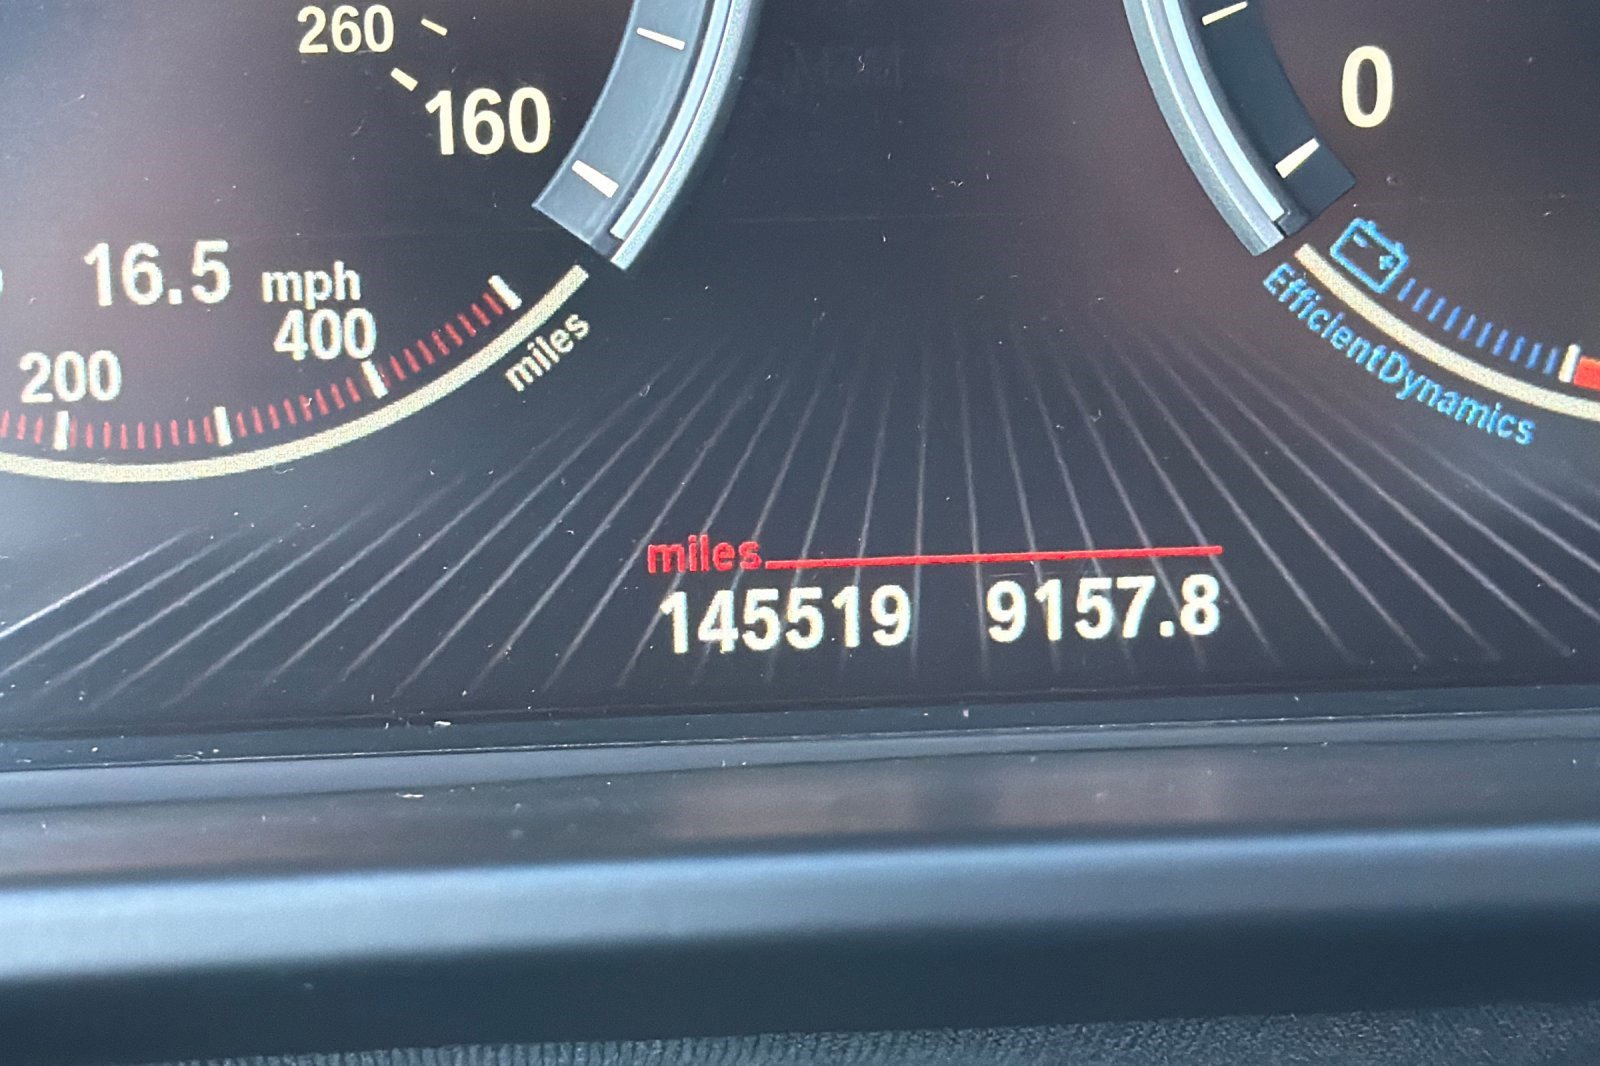 260
160
0
16.5 mph
400
200
miles
EfficientDynamics
miles
145519 9157.8